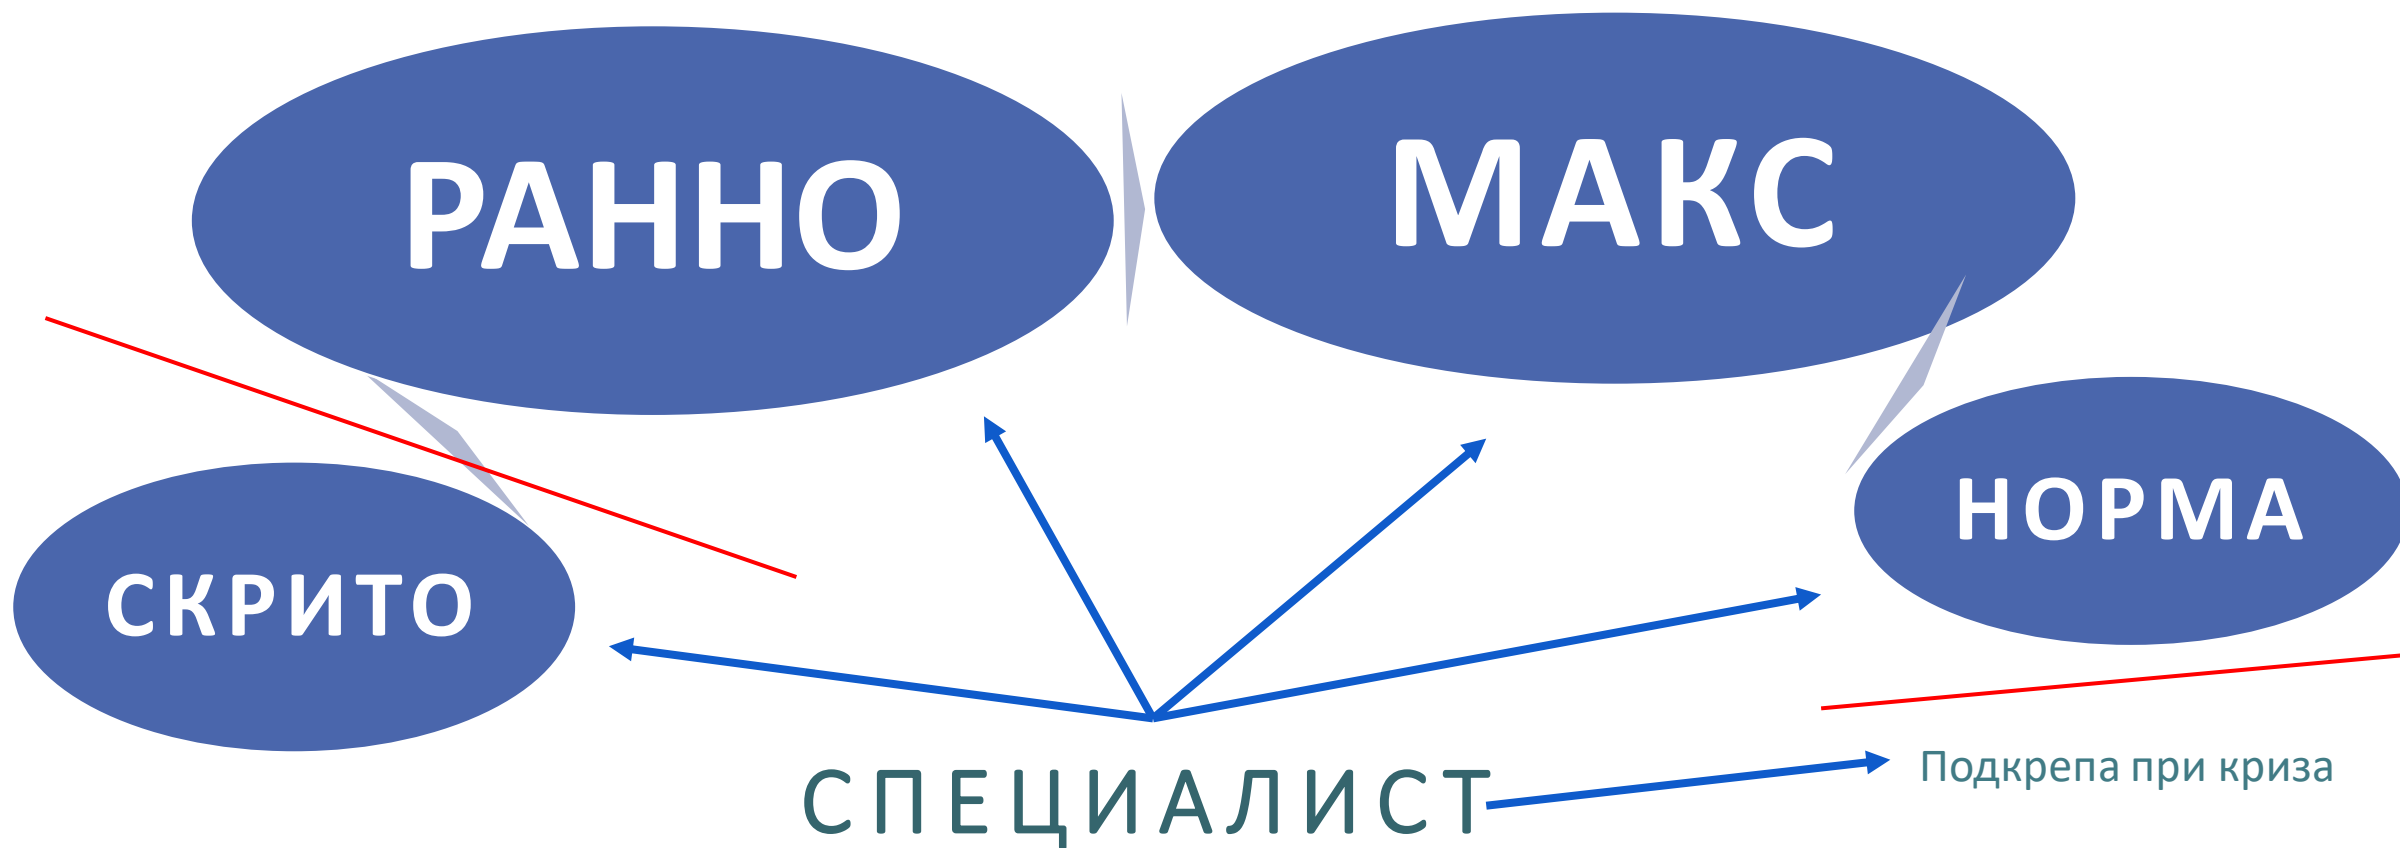 РАННО
МАКС
СКРИТО
НОРМА
СПЕЦИАЛИСТ
Подкрепа при криза